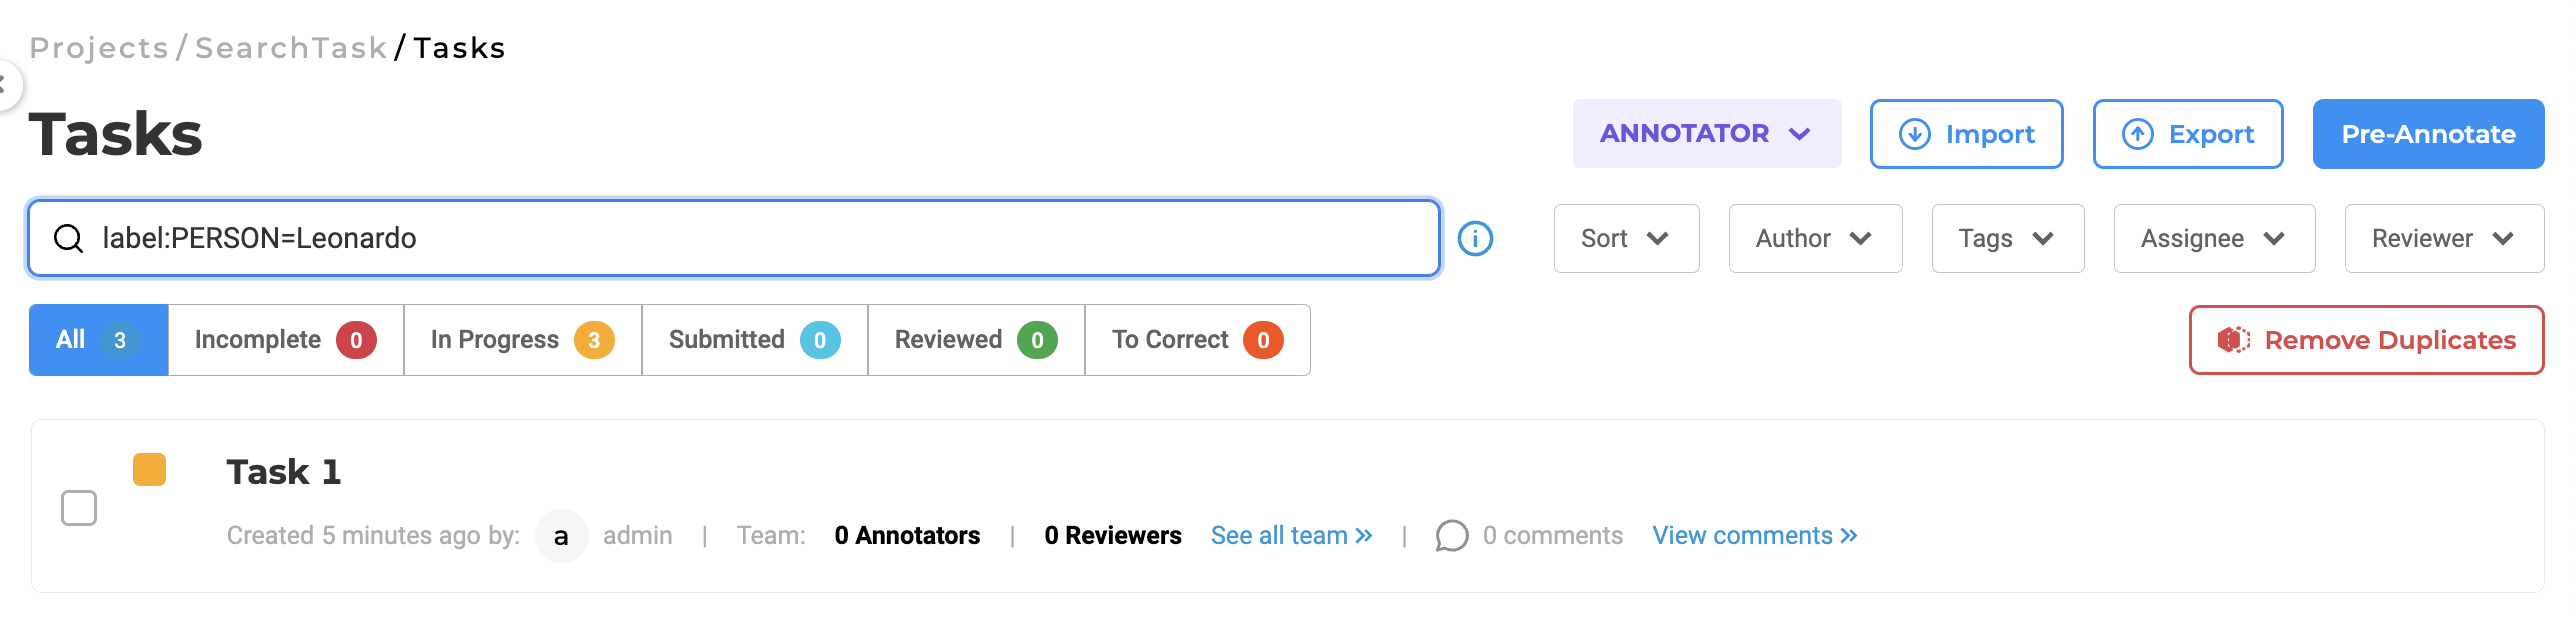 Projects / SearchTask / Tasks
Tasks
ANNOTATOR
Import
Export
Pre-Annotate
label:PERSON=Leonardo
i
Sort
Author
Tags
Assignee
Reviewer
All 3
Incomplete 0
In Progress 3
Submitted 0
Reviewed 0
To Correct 0
Remove Duplicates
Task 1
Created 5 minutes ago by: a admin | Team: 0 Annotators | 0 Reviewers See all team » | 0 comments View comments »